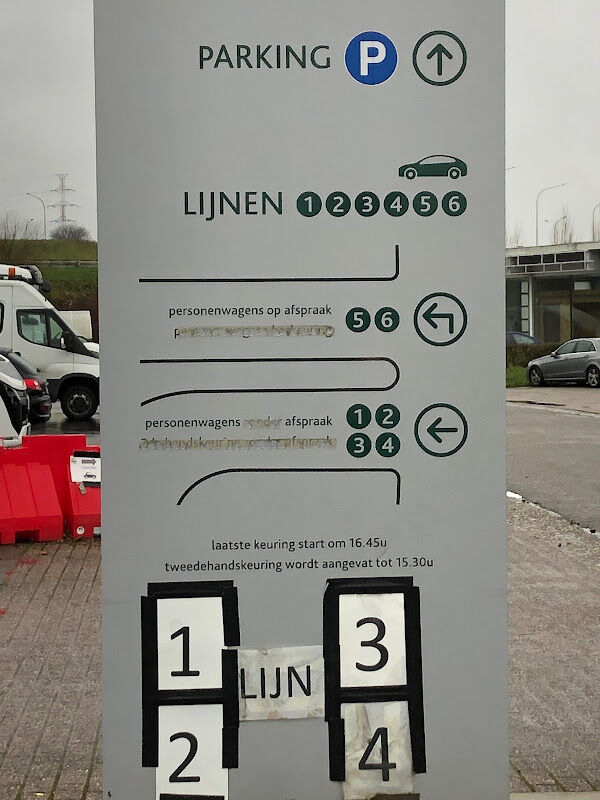 PARKING P
LIJNEN 1 2 3 4 5 6
personenwagens op afspraak 5 6
personenwagens zonder afspraak 1 2
3 4
laatste keuring start om 16.45u
tweedehandskeuring wordt aangevat tot 15.30u
1 3
LIJN
2 4